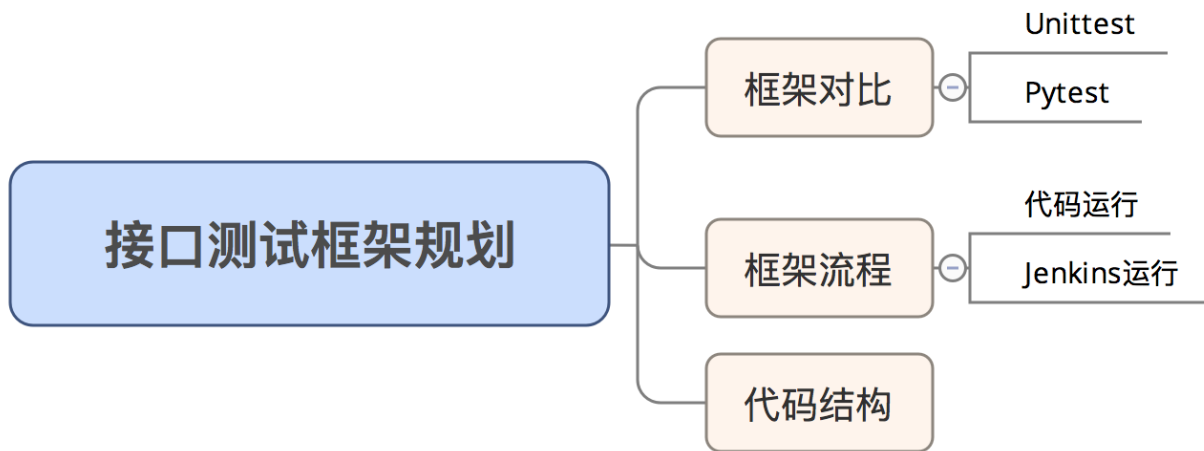 接口测试框架规划
框架对比
Unittest
Pytest
框架流程
代码运行
Jenkins运行
代码结构